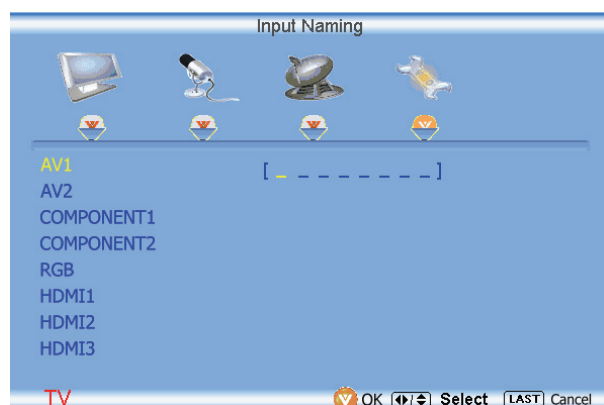 Input Naming
AV1 [ _ _ _ _ _ _ _ _ ]
AV2
COMPONENT1
COMPONENT2
RGB
HDMI1
HDMI2
HDMI3
TV OK Select LAST Cancel